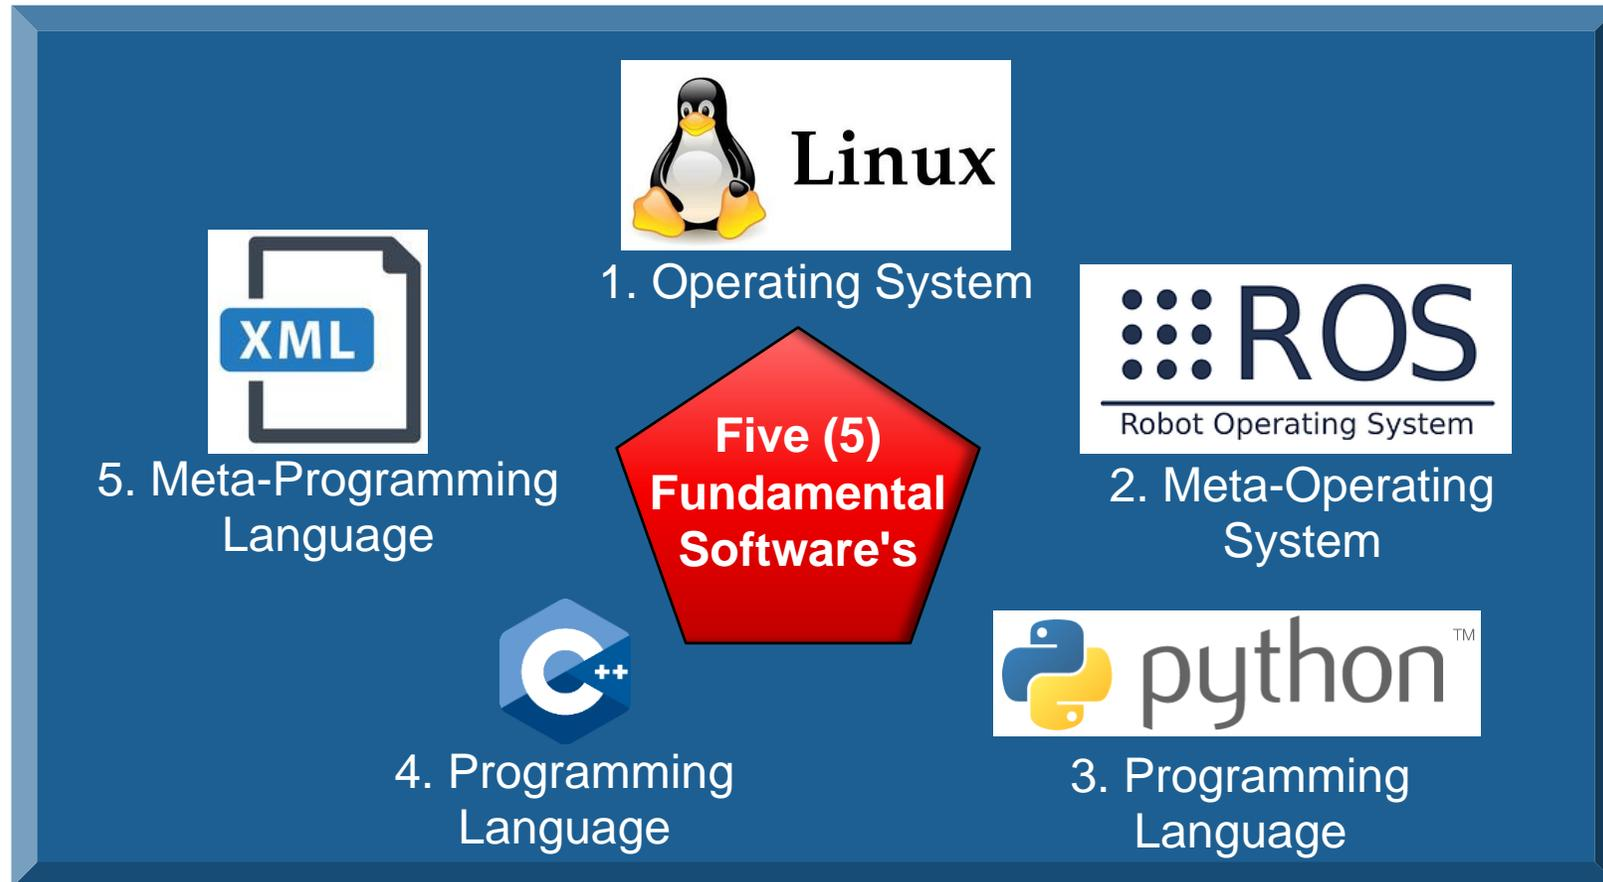 Linux
1. Operating System
XML
5. Meta-Programming
Language
ROS
Robot Operating System
2. Meta-Operating
System
Five (5)
Fundamental
Software's
C++
4. Programming
Language
python™
3. Programming
Language